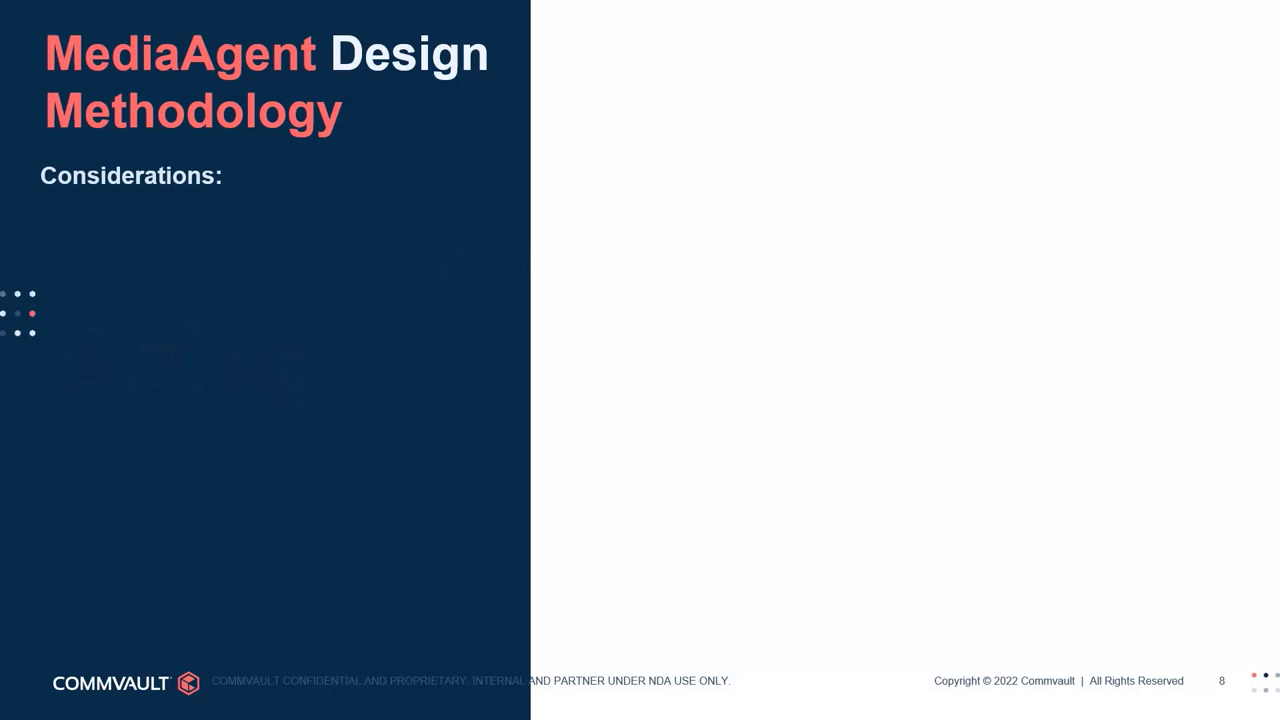 MediaAgent Design
Methodology
Considerations:
COMMVAULT
COMMVAULT CONFIDENTIAL AND PROPRIETARY. INTERNAL AND PARTNER UNDER NDA USE ONLY.
Copyright © 2022 Commvault | All Rights Reserved 8